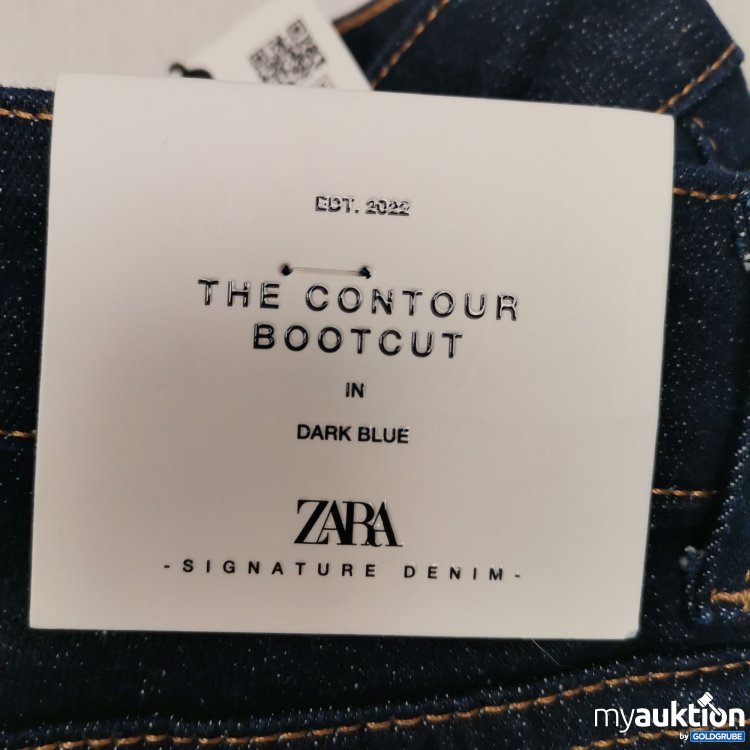 EDT. 2022
THE CONTOUR
BOOTCUT
IN
DARK BLUE
ZARA
-SIGNATURE DENIM-
myauktion
by GOLDGRUBE